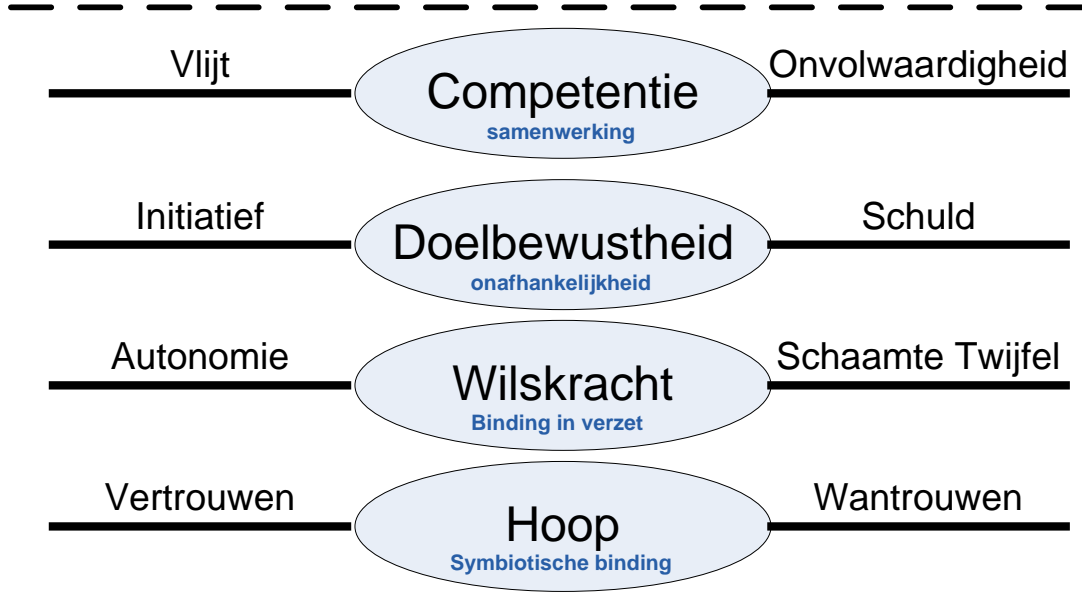 Vlijt
Competentie
samenwerking
Onvolwaardigheid
Initiatief
Doelbewustheid
onafhankelijkheid
Schuld
Autonomie
Wilskracht
Binding in verzet
Schaamte Twijfel
Vertrouwen
Hoop
Symbiotische binding
Wantrouwen